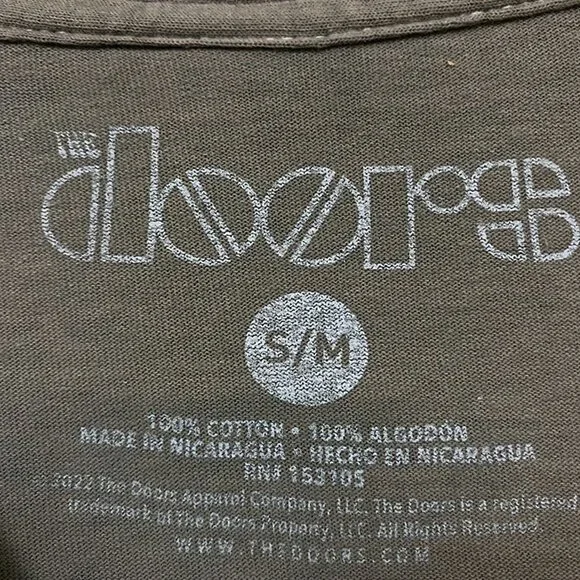 THE
doors
S/M
100% COTTON • 100% ALGODÓN
MADE IN NICARAGUA • HECHO EN NICARAGUA
RN# 153105
© 2022 The Doors Apparel Company, LLC. The Doors is a registered
trademark of The Doors Property, LLC. All Rights Reserved.
WWW.THEDOORS.COM